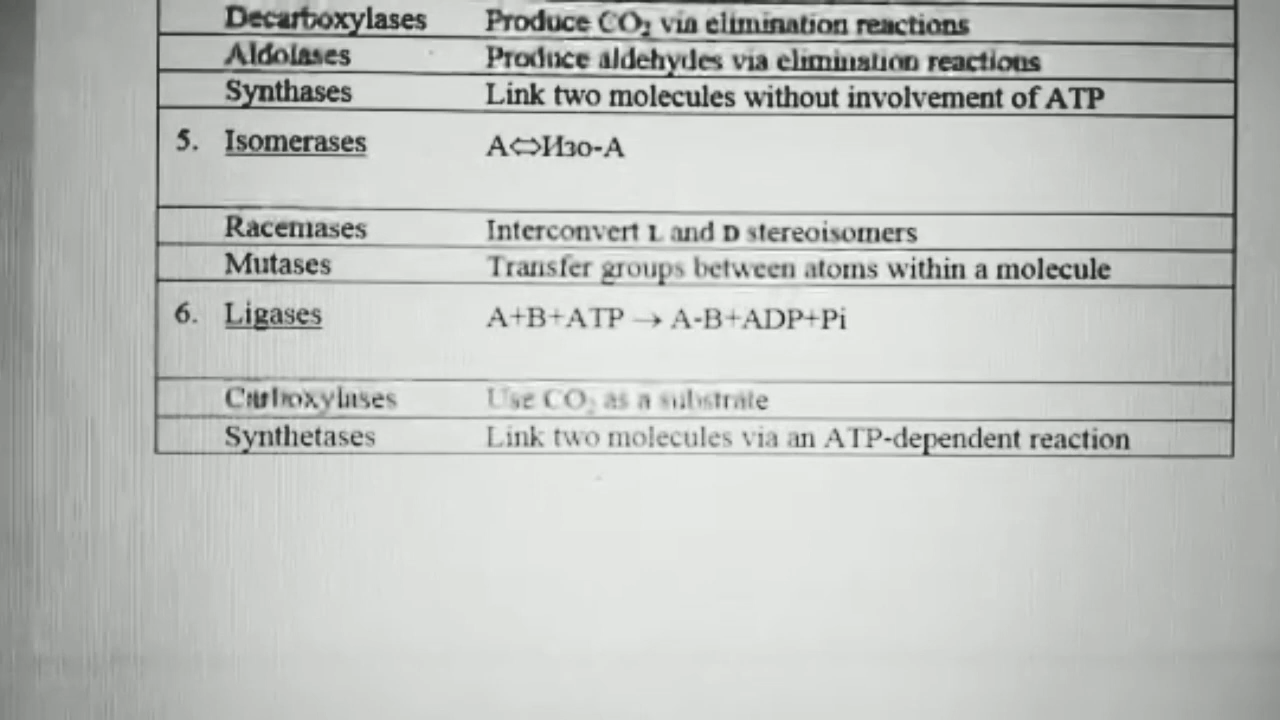 Decarboxylases Produce CO₂ via elimination reactions
Aldolases Produce aldehydes via elimination reactions
Synthases Link two molecules without involvement of ATP
5. Isomerases A⇔Изо-A
Racemases Interconvert L and D stereoisomers
Mutases Transfer groups between atoms within a molecule
6. Ligases A+B+ATP → A-B+ADP+Pi
Carboxylases Use CO₂ as a substrate
Synthetases Link two molecules via an ATP-dependent reaction